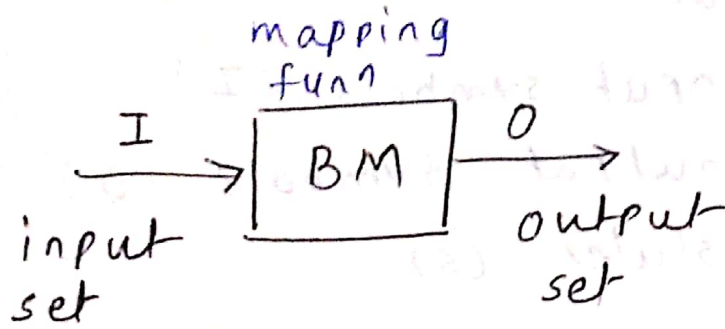 mapping
funn
I
BM
O
input
set
output
set